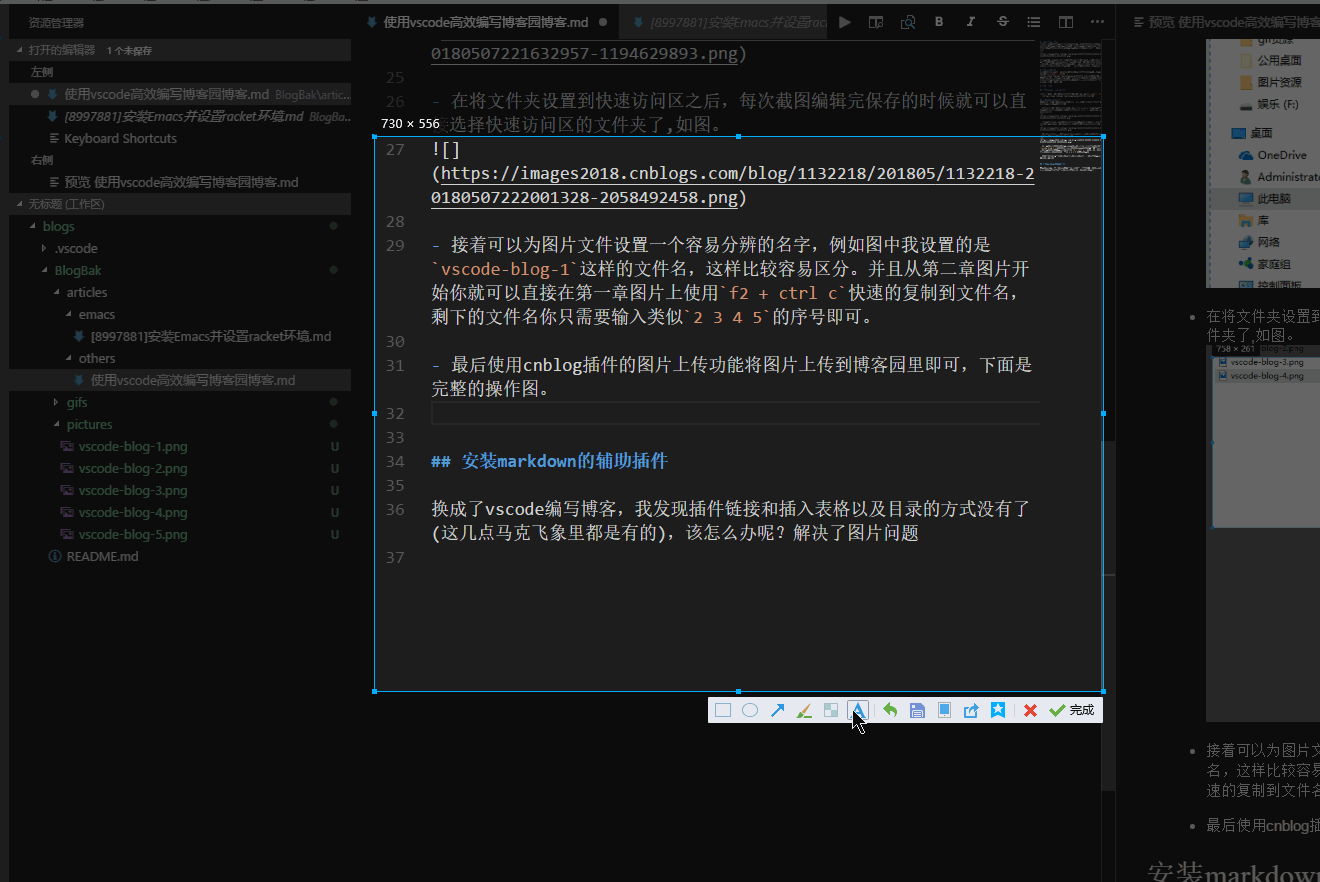 资源管理器
打开的编辑器 1 个未保存
左侧
使用vscode高效编写博客园博客.md BlogBak\artic...
[8997881]安装Emacs并设置racket环境.md BlogBa...
Keyboard Shortcuts
右侧
预览 使用vscode高效编写博客园博客.md
无标题 (工作区)
blogs
.vscode
BlogBak
articles
emacs
[8997881]安装Emacs并设置racket环境.md
others
使用vscode高效编写博客园博客.md
gifs
pictures
vscode-blog-1.png U
vscode-blog-2.png U
vscode-blog-3.png U
vscode-blog-4.png U
vscode-blog-5.png U
README.md
使用vscode高效编写博客园博客.md
[8997881]安装Emacs并设置rac
B I S
0180507221632957-1194629893.png)
25
26 - 在将文件夹设置到快速访问区之后，每次截图编辑完保存的时候就可以直
选择快速访问区的文件夹了,如图。
730 × 556
27 ![]
(https://images2018.cnblogs.com/blog/1132218/201805/1132218-2
0180507222001328-2058492458.png)
28
29 - 接着可以为图片文件设置一个容易分辨的名字，例如图中我设置的是
`vscode-blog-1`这样的文件名，这样比较容易区分。并且从第二章图片开
始你就可以直接在第一章图片上使用`f2 + ctrl c`快速的复制到文件名，
剩下的文件名你只需要输入类似`2 3 4 5`的序号即可。
30
31 - 最后使用cnblog插件的图片上传功能将图片上传到博客园里即可，下面是
完整的操作图。
32
33
34 ## 安装markdown的辅助插件
35
36 换成了vscode编写博客，我发现插件链接和插入表格以及目录的方式没有了
(这几点马克飞象里都是有的)，该怎么办呢？解决了图片问题
37
A
完成
预览 使用vscode高效编写博客园
gif资源
公用桌面
图片资源
娱乐 (F:)
桌面
OneDrive
Administrato
此电脑
库
网络
家庭组
控制面板
在将文件夹设置到
件夹了,如图。
758 × 261
vscode-blog-3.png
vscode-blog-4.png
接着可以为图片文
名，这样比较容易
速的复制到文件名
最后使用cnblog插
安装markdown